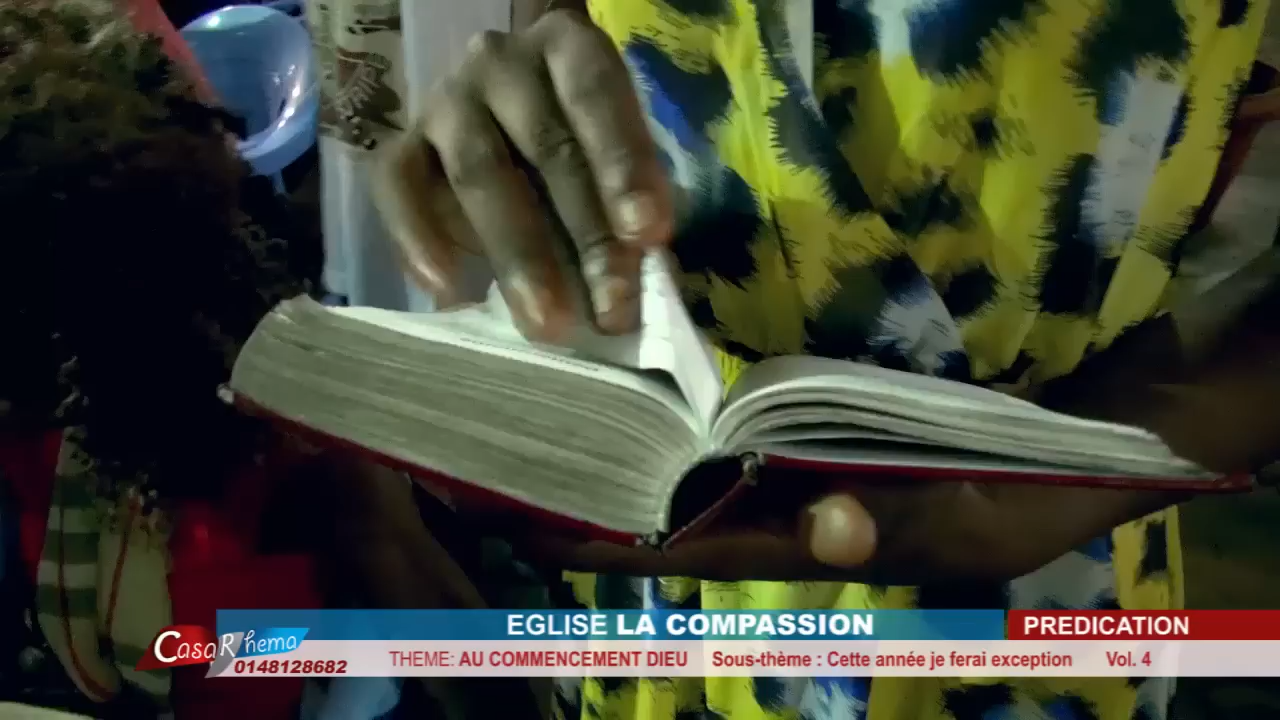 EGLISE LA COMPASSION
PREDICATION
CasaRhema
0148128682
THEME: AU COMMENCEMENT DIEU Sous-thème : Cette année je ferai exception Vol. 4